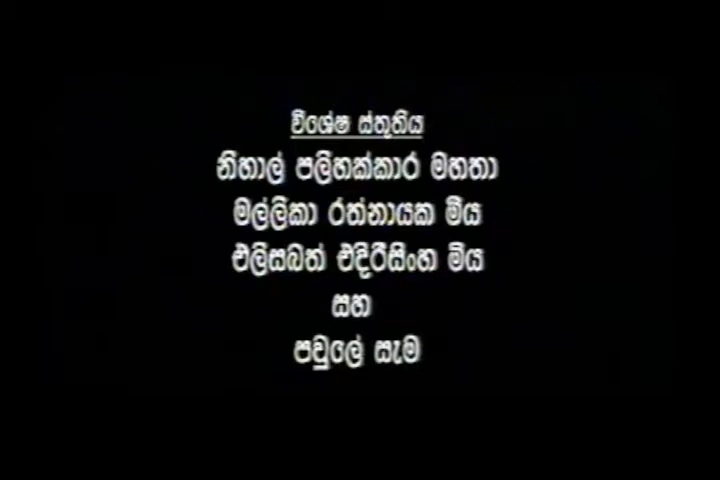 විශේෂ ස්තූතිය
නිහාල් පලිහක්කාර මහතා
මල්ලිකා රත්නායක මිය
එලිසබත් එදිරිසිංහ මිය
සහ
පවුලේ සැම